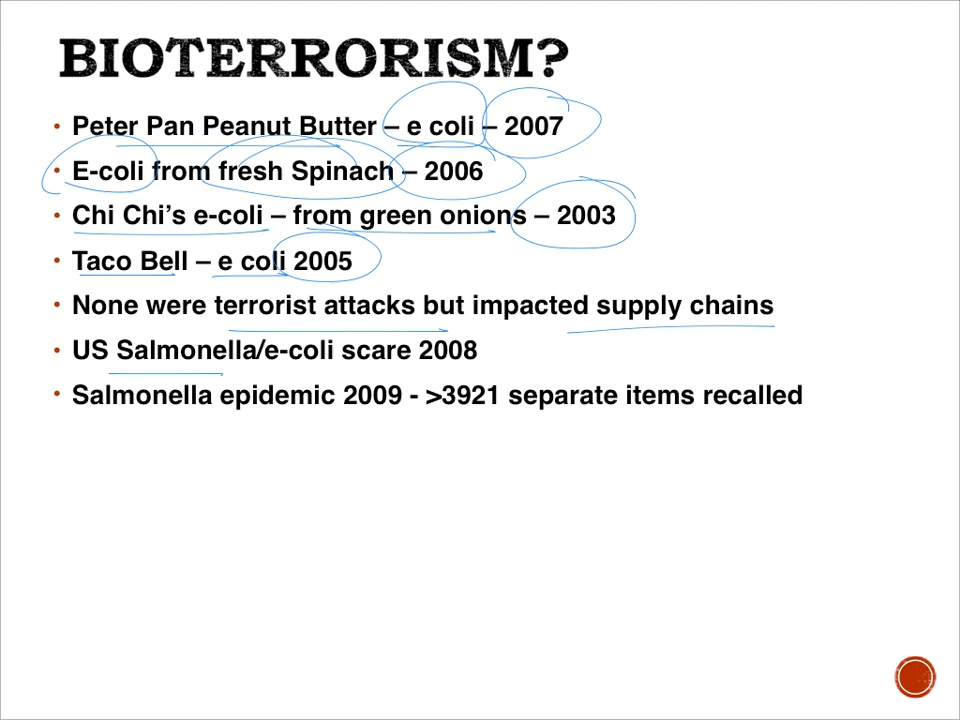 BIOTERRORISM?
• Peter Pan Peanut Butter – e coli – 2007
• E-coli from fresh Spinach – 2006
• Chi Chi’s e-coli – from green onions – 2003
• Taco Bell – e coli 2005
• None were terrorist attacks but impacted supply chains
• US Salmonella/e-coli scare 2008
• Salmonella epidemic 2009 - >3921 separate items recalled